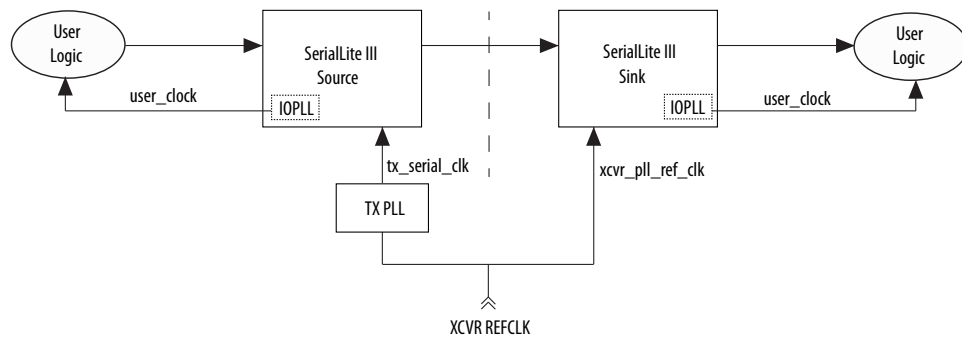 User
Logic
SerialLite III
Source
SerialLite III
Sink
User
Logic
user_clock
IOPLL
IOPLL
user_clock
tx_serial_clk
xcvr_pll_ref_clk
TX PLL
XCVR REFCLK